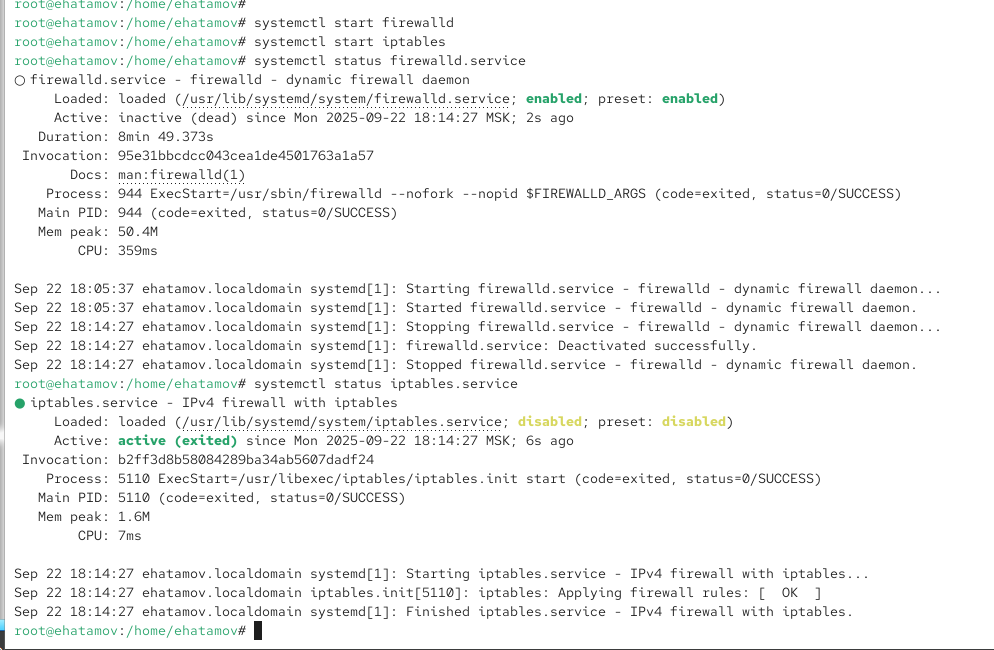 root@ehatamov:/home/ehatamov#
root@ehatamov:/home/ehatamov# systemctl start firewalld
root@ehatamov:/home/ehatamov# systemctl start iptables
root@ehatamov:/home/ehatamov# systemctl status firewalld.service
○ firewalld.service - firewalld - dynamic firewall daemon
     Loaded: loaded (/usr/lib/systemd/system/firewalld.service; enabled; preset: enabled)
     Active: inactive (dead) since Mon 2025-09-22 18:14:27 MSK; 2s ago
   Duration: 8min 49.373s
 Invocation: 95e31bbcdcc043cea1de4501763a1a57
       Docs: man:firewalld(1)
    Process: 944 ExecStart=/usr/sbin/firewalld --nofork --nopid $FIREWALLD_ARGS (code=exited, status=0/SUCCESS)
   Main PID: 944 (code=exited, status=0/SUCCESS)
   Mem peak: 50.4M
        CPU: 359ms

Sep 22 18:05:37 ehatamov.localdomain systemd[1]: Starting firewalld.service - firewalld - dynamic firewall daemon...
Sep 22 18:05:37 ehatamov.localdomain systemd[1]: Started firewalld.service - firewalld - dynamic firewall daemon.
Sep 22 18:14:27 ehatamov.localdomain systemd[1]: Stopping firewalld.service - firewalld - dynamic firewall daemon...
Sep 22 18:14:27 ehatamov.localdomain systemd[1]: firewalld.service: Deactivated successfully.
Sep 22 18:14:27 ehatamov.localdomain systemd[1]: Stopped firewalld.service - firewalld - dynamic firewall daemon.
root@ehatamov:/home/ehatamov# systemctl status iptables.service
● iptables.service - IPv4 firewall with iptables
     Loaded: loaded (/usr/lib/systemd/system/iptables.service; disabled; preset: disabled)
     Active: active (exited) since Mon 2025-09-22 18:14:27 MSK; 6s ago
 Invocation: b2ff3d8b58084289ba34ab5607dadf24
    Process: 5110 ExecStart=/usr/libexec/iptables/iptables.init start (code=exited, status=0/SUCCESS)
   Main PID: 5110 (code=exited, status=0/SUCCESS)
   Mem peak: 1.6M
        CPU: 7ms

Sep 22 18:14:27 ehatamov.localdomain systemd[1]: Starting iptables.service - IPv4 firewall with iptables...
Sep 22 18:14:27 ehatamov.localdomain iptables.init[5110]: iptables: Applying firewall rules: [  OK  ]
Sep 22 18:14:27 ehatamov.localdomain systemd[1]: Finished iptables.service - IPv4 firewall with iptables.
root@ehatamov:/home/ehatamov#